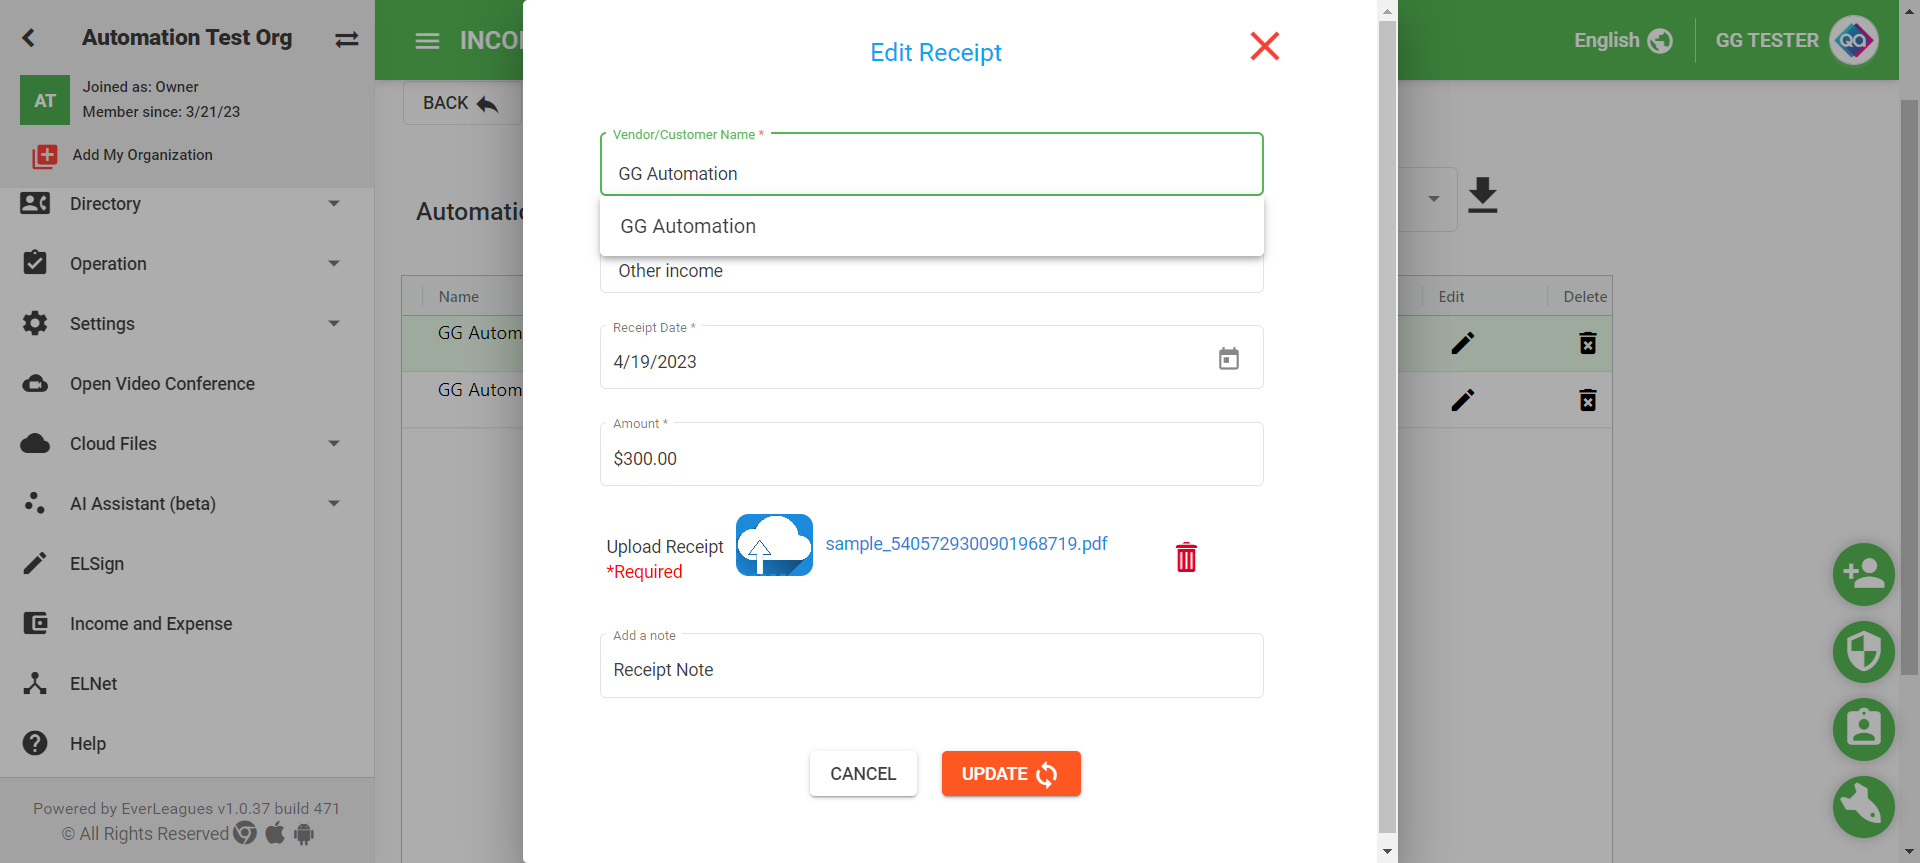 Automation Test Org
AT
Joined as: Owner
Member since: 3/21/23
Add My Organization
Directory
Operation
Settings
Open Video Conference
Cloud Files
AI Assistant (beta)
ELSign
Income and Expense
ELNet
Help
Powered by EverLeagues v1.0.37 build 471
© All Rights Reserved
INCO
English
GG TESTER
QA
BACK
Automatio
Name
Edit
Delete
GG Autom
GG Autom
Edit Receipt
Vendor/Customer Name *
GG Automation
GG Automation
Other income
Receipt Date *
4/19/2023
Amount *
$300.00
Upload Receipt
*Required
sample_5405729300901968719.pdf
Add a note
Receipt Note
CANCEL
UPDATE